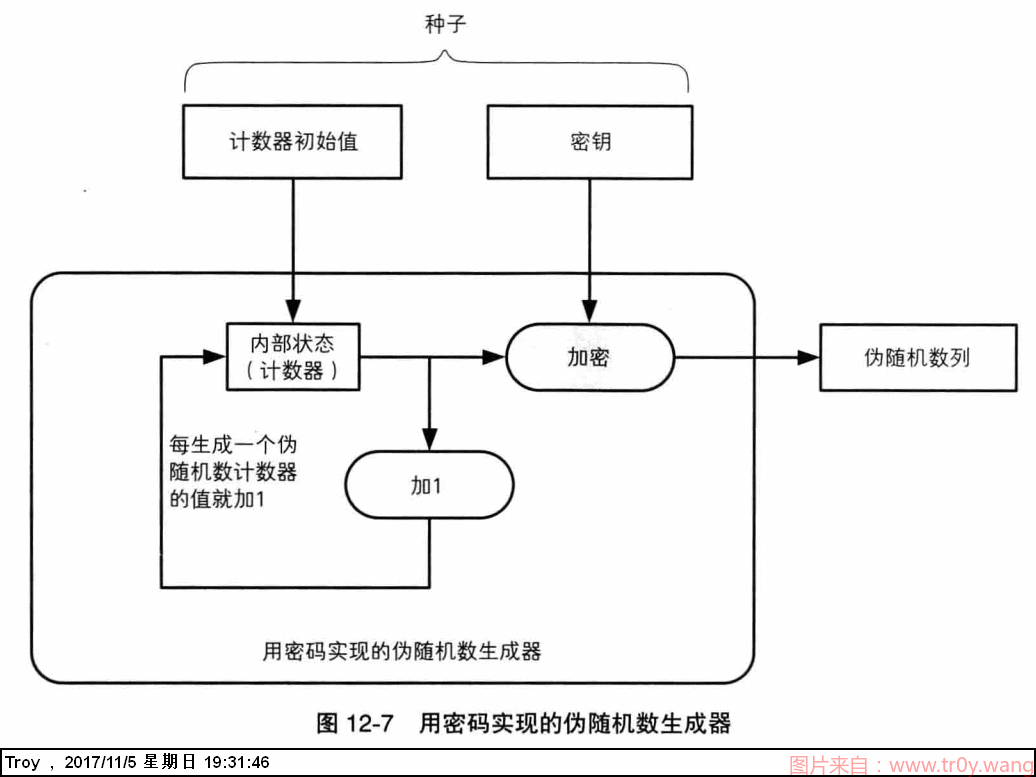 种子
计数器初始值
密钥
内部状态
（计数器）
加密
伪随机数列
每生成一个伪
随机数计数器
的值就加1
加1
用密码实现的伪随机数生成器
图 12-7 用密码实现的伪随机数生成器
Troy , 2017/11/5 星期日 19:31:46
图片来自：www.tr0y.wang